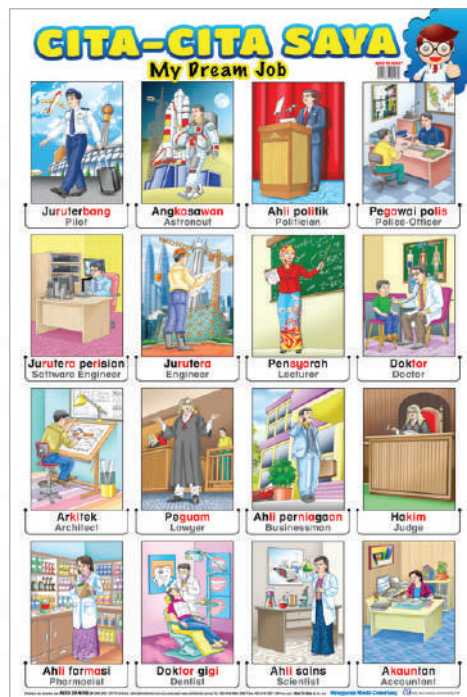 CITA-CITA SAYA
My Dream Job
Juruterbang
Pilot
Angkasawan
Astronaut
Ahli politik
Politician
Pegawai polis
Police Officer
Jurutera perisian
Software Engineer
Jurutera
Engineer
Pensyarah
Lecturer
Doktor
Doctor
Arkitek
Architect
Peguam
Lawyer
Ahli perniagaan
Businessman
Hakim
Judge
Ahli farmasi
Pharmacist
Doktor gigi
Dentist
Ahli sains
Scientist
Akauntan
Accountant